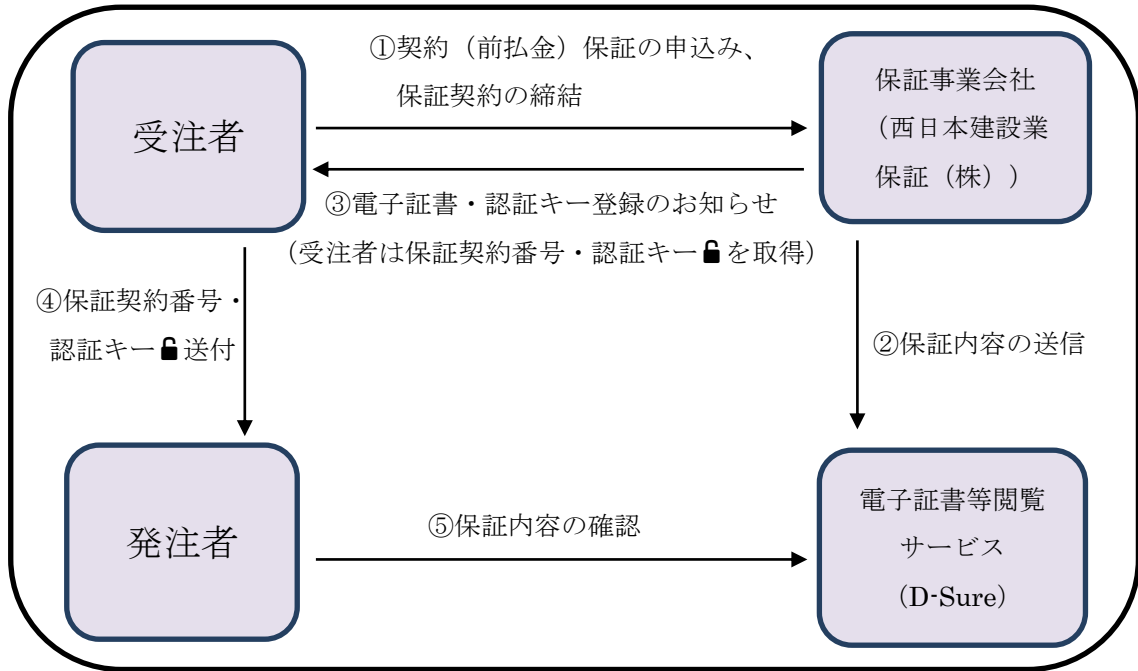 ①契約（前払金）保証の申込み、
保証契約の締結
受注者
保証事業会社
（西日本建設業
保証（株））
③電子証書・認証キー登録のお知らせ
（受注者は保証契約番号・認証キー🔓を取得）
④保証契約番号・
認証キー🔓送付
②保証内容の送信
発注者
⑤保証内容の確認
電子証書等閲覧
サービス
（D-Sure）